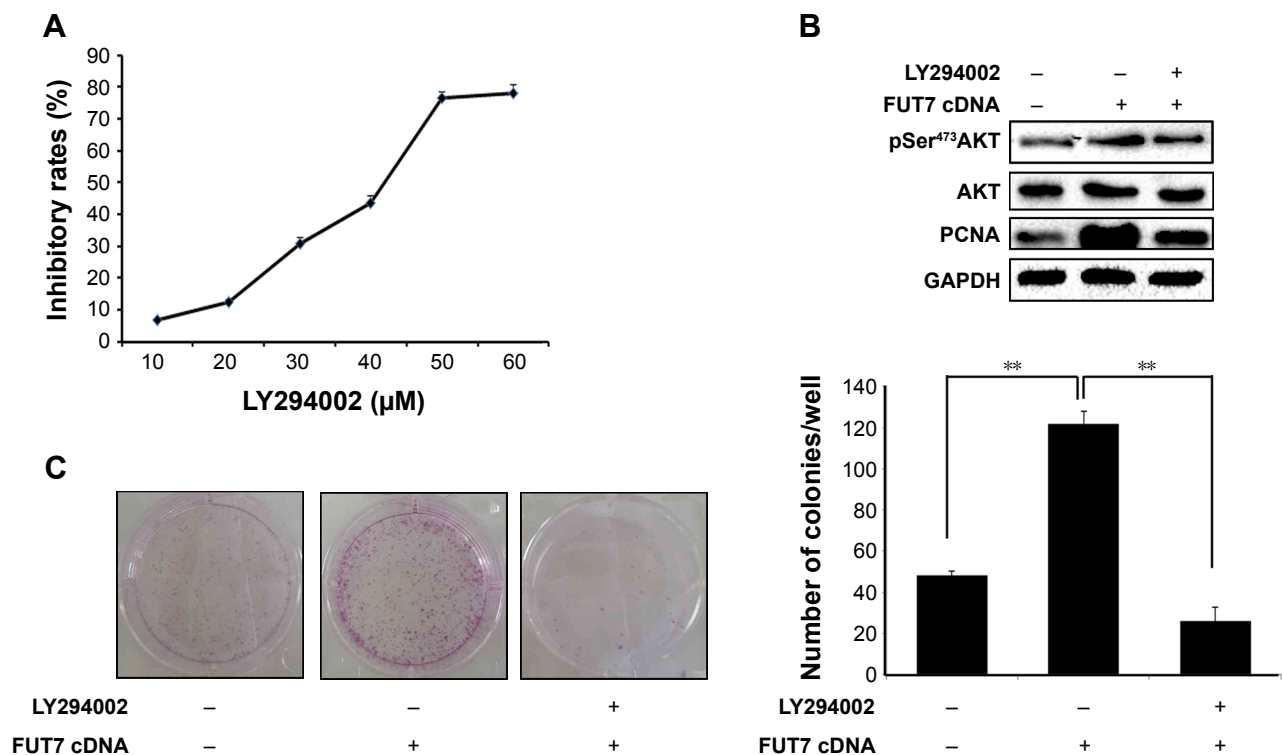 A
90
80
70
60
50
40
30
20
10
0
Inhibitory rates (%)
10 20 30 40 50 60
LY294002 (µM)
B
LY294002 – – +
FUT7 cDNA – + +
pSer⁴⁷³AKT
AKT
PCNA
GAPDH
C
LY294002 – – +
FUT7 cDNA – + +
** **
140
120
100
80
60
40
20
0
Number of colonies/well
LY294002 – – +
FUT7 cDNA – + +